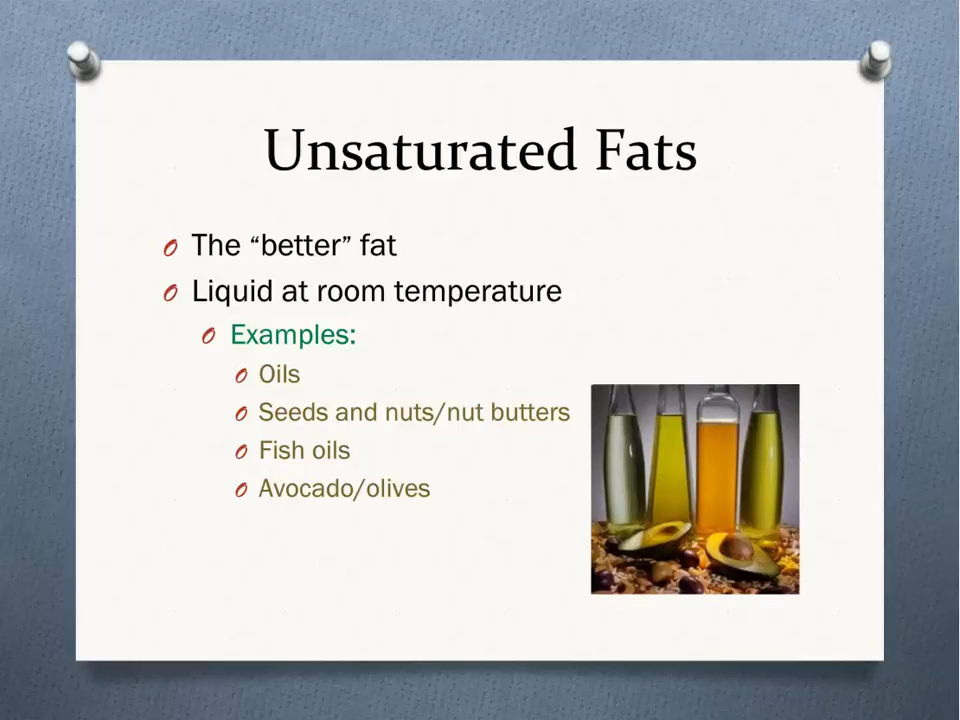 Unsaturated Fats
The “better” fat
Liquid at room temperature
Examples:
Oils
Seeds and nuts/nut butters
Fish oils
Avocado/olives